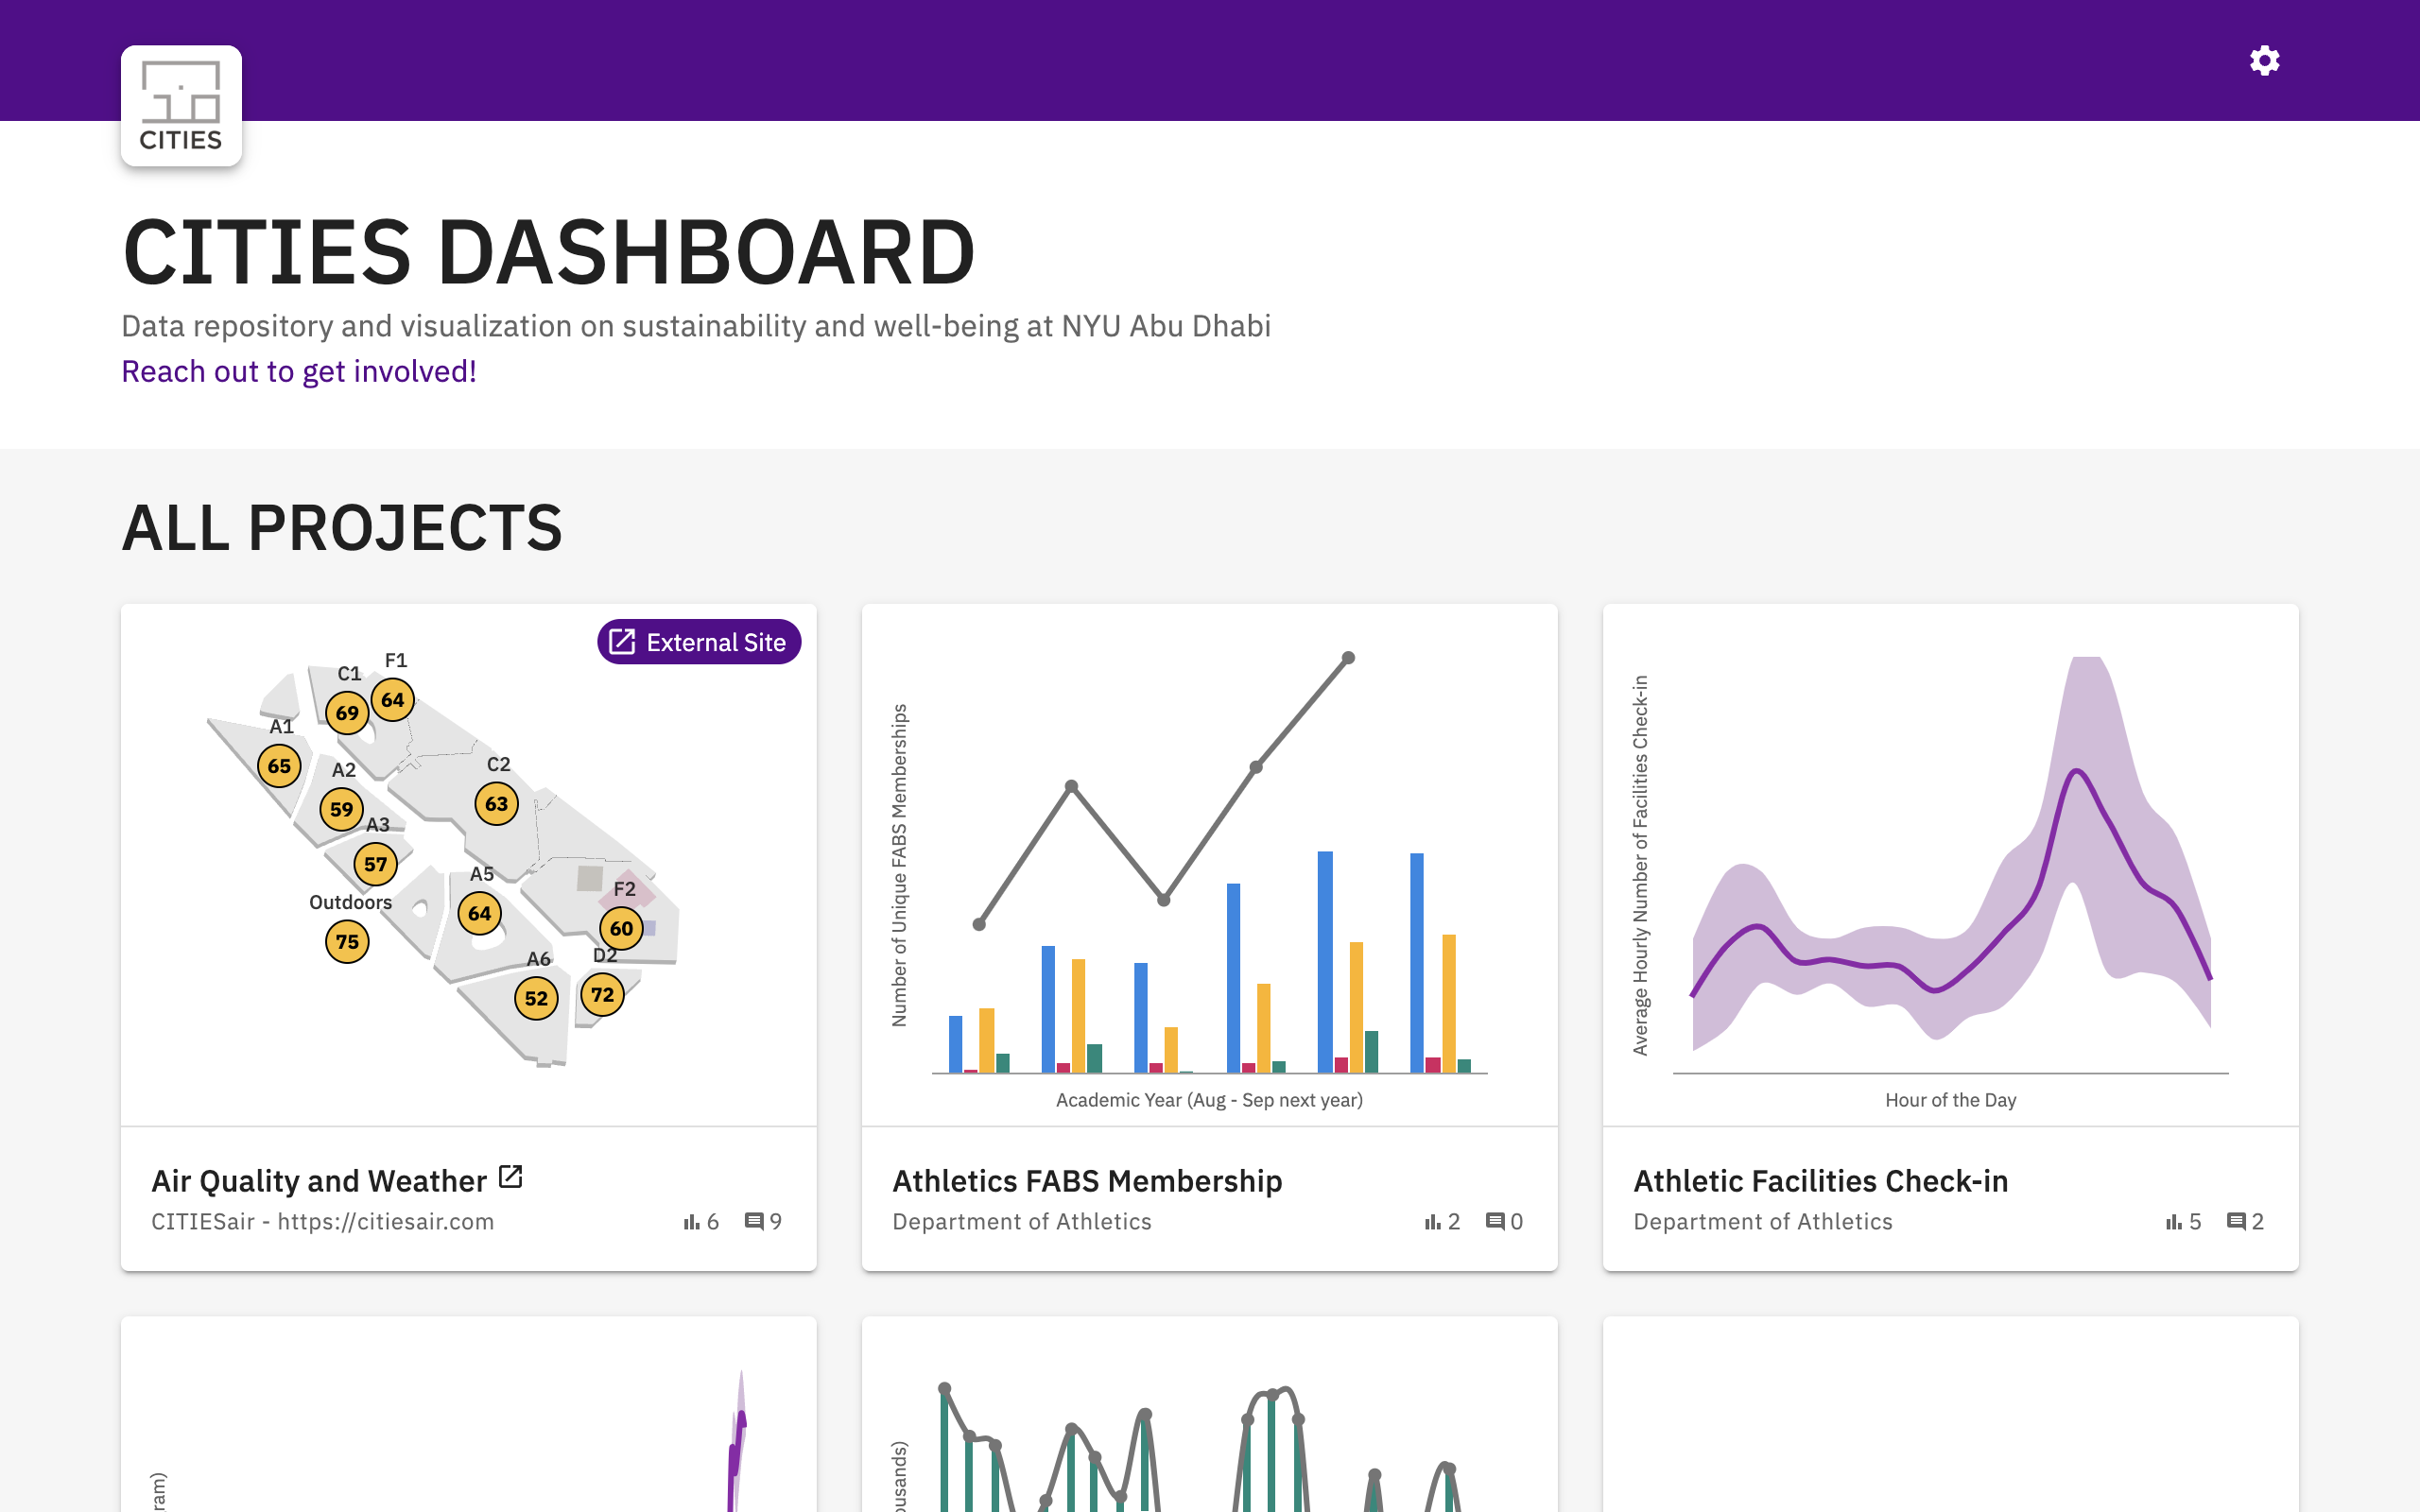 CITIES
CITIES DASHBOARD
Data repository and visualization on sustainability and well-being at NYU Abu Dhabi
Reach out to get involved!
ALL PROJECTS
External Site
F1
C1
64
69
A1
65
A2
C2
59
63
A3
57
A5
Outdoors
64
F2
75
60
A6
D2
52
72
Air Quality and Weather
CITIESair - https://citiesair.com
6
9
Number of Unique FABS Memberships
Academic Year (Aug - Sep next year)
Athletics FABS Membership
Department of Athletics
2
0
Average Hourly Number of Facilities Check-in
Hour of the Day
Athletic Facilities Check-in
Department of Athletics
5
2